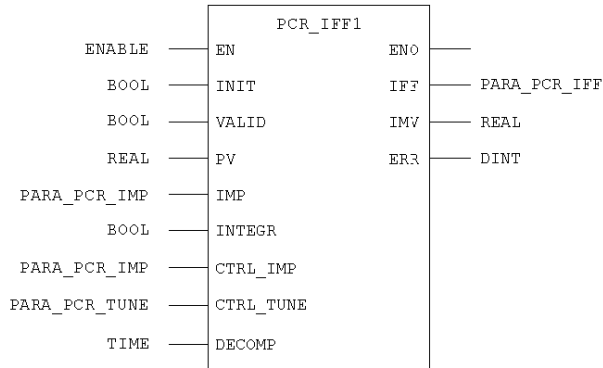 PCR_IFF1
ENABLE EN ENO
BOOL INIT IFF PARA_PCR_IFF
BOOL VALID IMV REAL
REAL PV ERR DINT
PARA_PCR_IMP IMP
BOOL INTEGR
PARA_PCR_IMP CTRL_IMP
PARA_PCR_TUNE CTRL_TUNE
TIME DECOMP